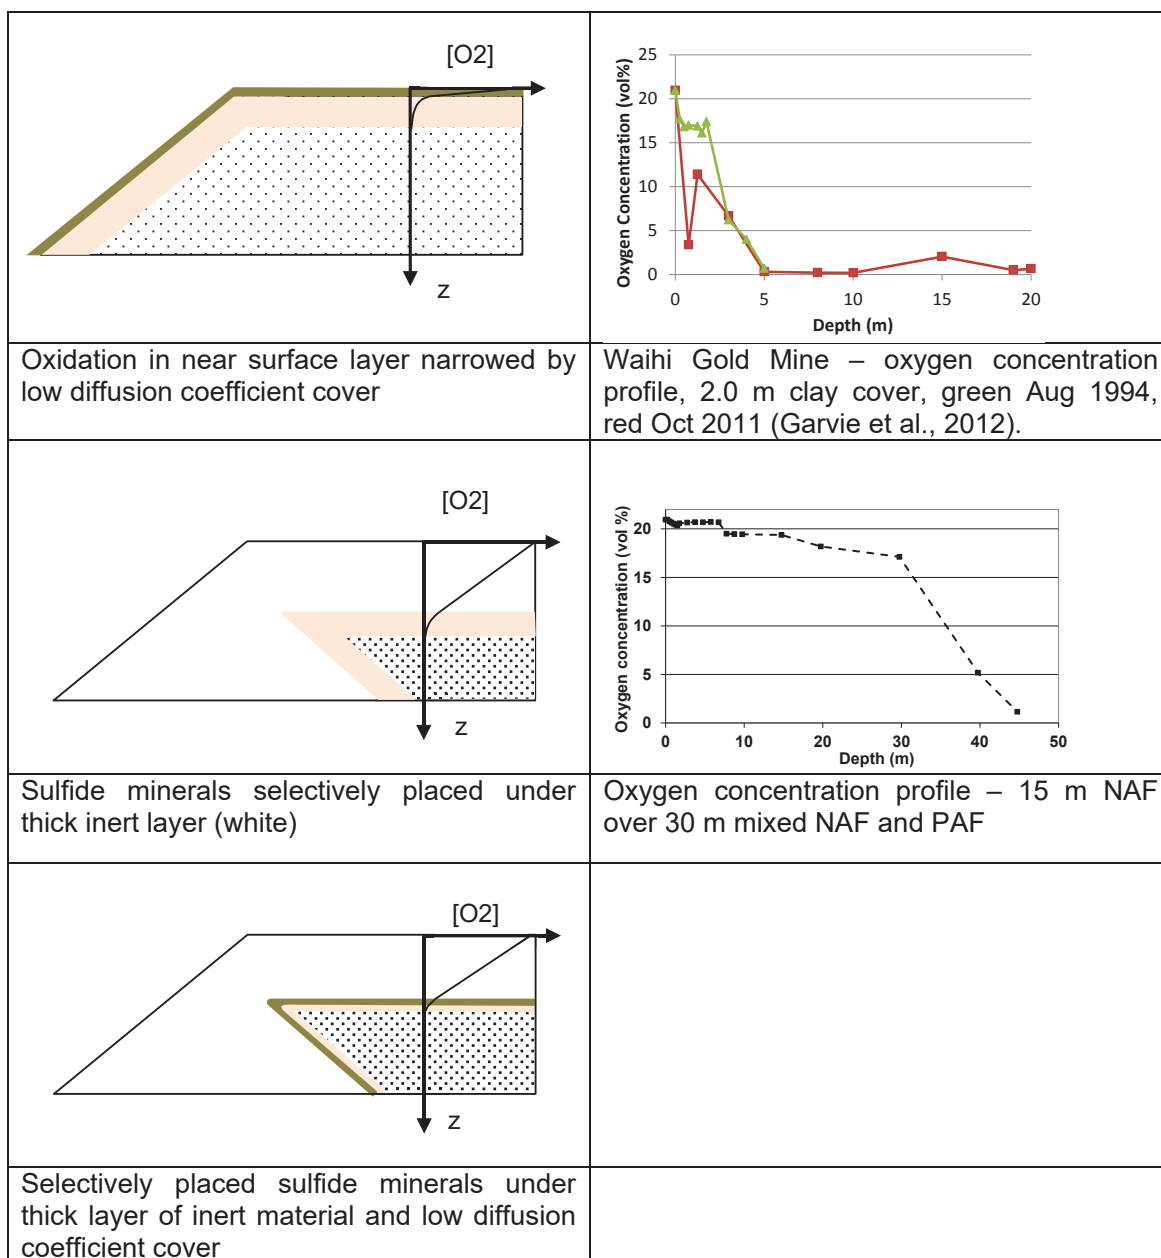 [O2]
z
25
20
15
10
5
0
0
5
10
15
20
Oxygen Concentration (vol%)
Depth (m)
Oxidation in near surface layer narrowed by
low diffusion coefficient cover
Waihi Gold Mine – oxygen concentration
profile, 2.0 m clay cover, green Aug 1994,
red Oct 2011 (Garvie et al., 2012).
[O2]
z
20
15
10
5
0
0
10
20
30
40
50
Oxygen concentration (vol %)
Depth (m)
Sulfide minerals selectively placed under
thick inert layer (white)
Oxygen concentration profile – 15 m NAF
over 30 m mixed NAF and PAF
[O2]
z
Selectively placed sulfide minerals under
thick layer of inert material and low diffusion
coefficient cover